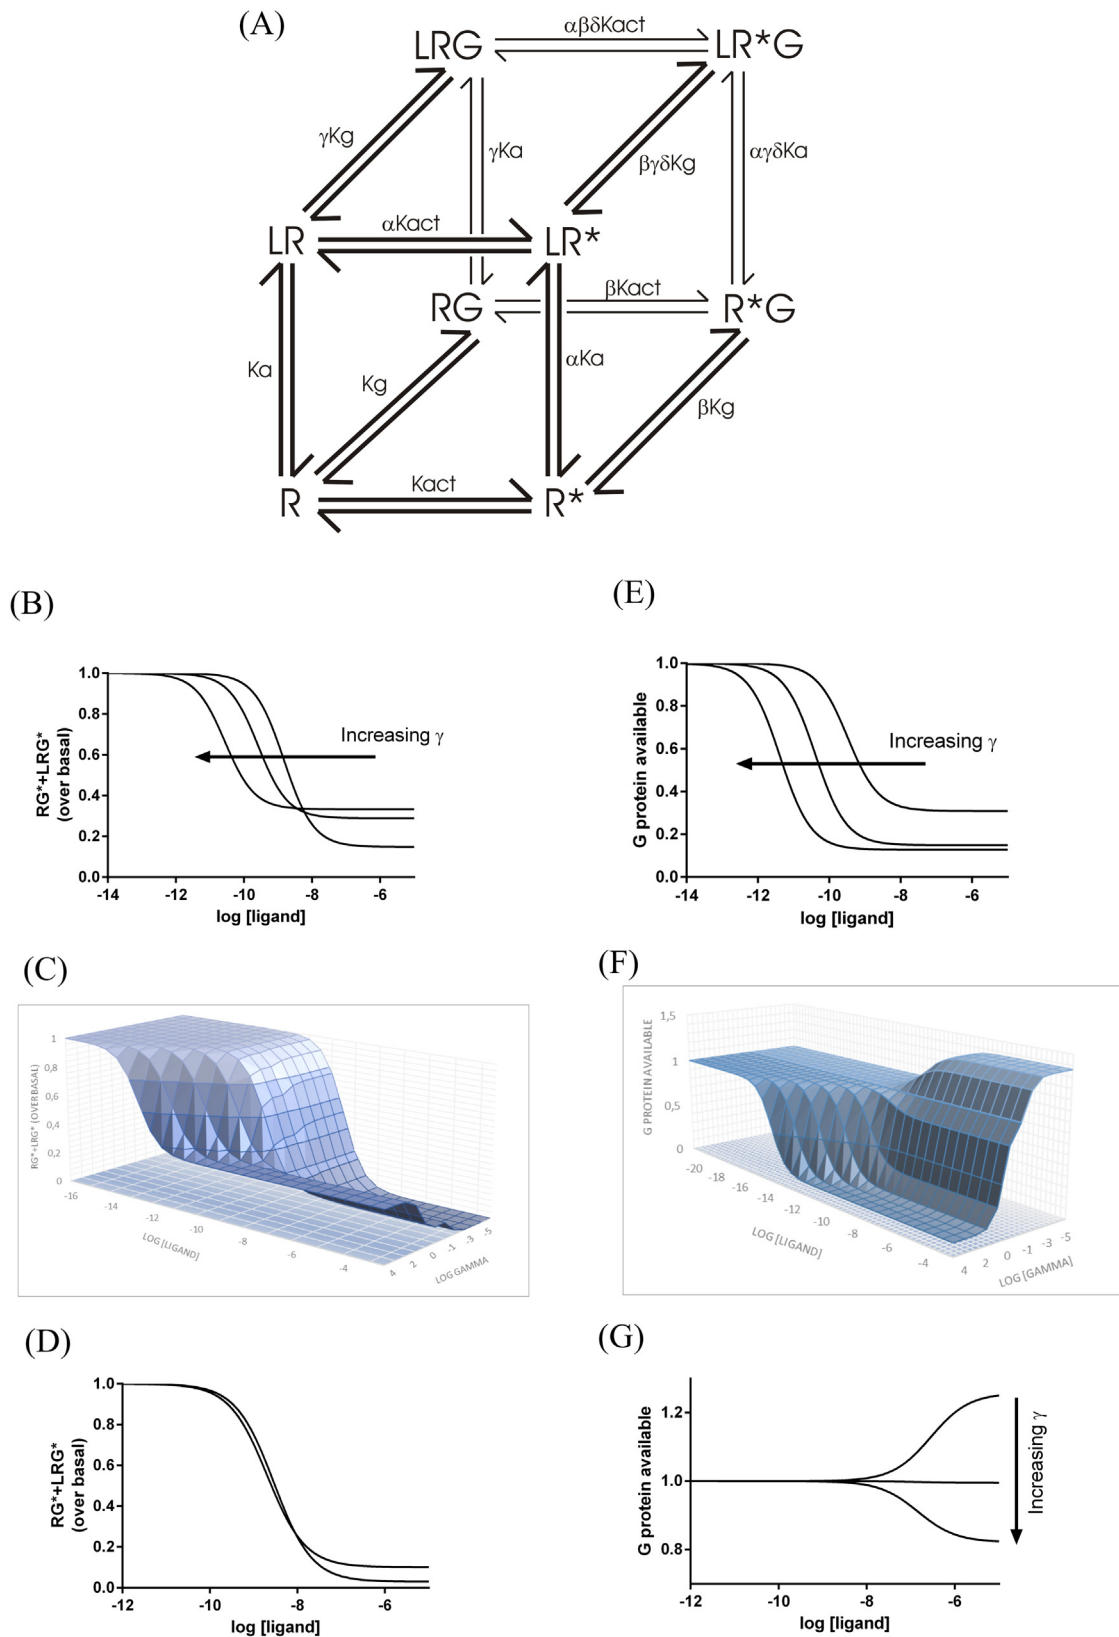 (A)
LRG
αβδKact
LR*G
γKg
γKa
βγδKg
αγδKa
LR
αKact
LR*
RG
βKact
R*G
Ka
Kg
αKa
βKg
R
Kact
R*
(B)
1.0
0.8
0.6
0.4
0.2
0.0
RG*+LRG*
(over basal)
Increasing γ
-14
-12
-10
-8
-6
log [ligand]
(E)
1.0
0.8
0.6
0.4
0.2
0.0
G protein available
Increasing γ
-14
-12
-10
-8
-6
log [ligand]
(C)
RG*+LRG* (OVER BASAL)
1
0,8
0,6
0,4
0,2
0
-16
-14
-12
-10
-8
-6
-4
LOG [LIGAND]
4
2
0
-1
-3
-5
LOG GAMMA
(F)
G PROTEIN AVAILABLE
1,5
1
0,5
0
-20
-18
-16
-14
-12
-10
-8
-6
-4
LOG [LIGAND]
4
2
0
-1
-3
-5
LOG [GAMMA]
(D)
1.0
0.8
0.6
0.4
0.2
0.0
RG*+LRG*
(over basal)
-12
-10
-8
-6
log [ligand]
(G)
1.2
1.0
0.8
G protein available
Increasing γ
-12
-10
-8
-6
log [ligand]